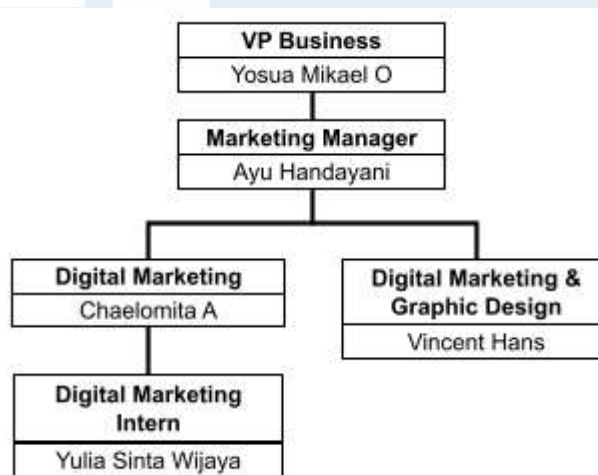 VP Business
Yosua Mikael O
Marketing Manager
Ayu Handayani
Digital Marketing
Chaelomita A
Digital Marketing &
Graphic Design
Vincent Hans
Digital Marketing
Intern
Yulia Sinta Wijaya